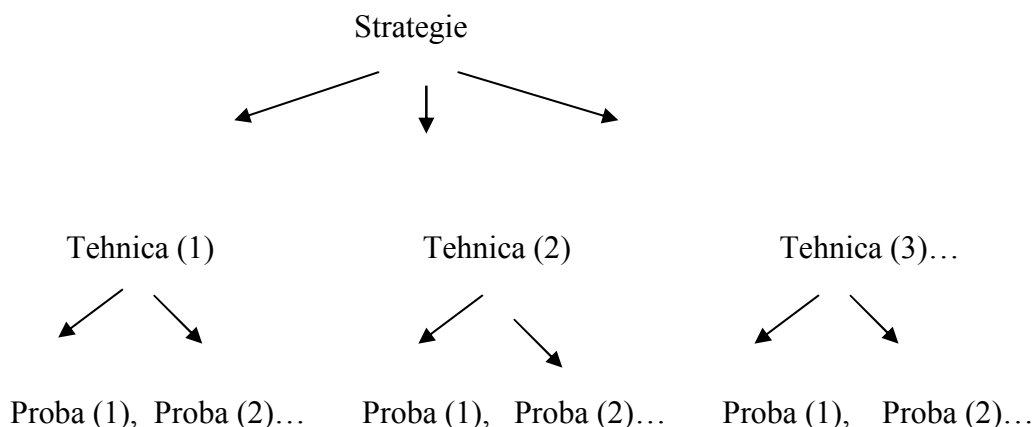 Strategie
Tehnica (1) Tehnica (2) Tehnica (3)…
Proba (1), Proba (2)… Proba (1), Proba (2)… Proba (1), Proba (2)…